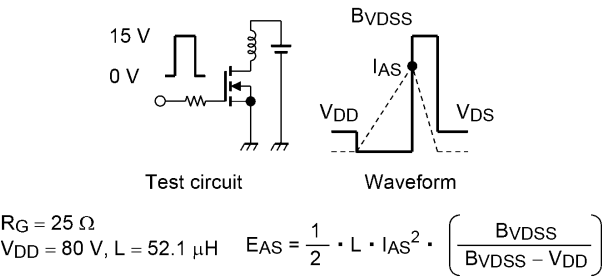 15 V
0 V
Test circuit
BVDSS
IAS
VDD
VDS
Waveform
RG = 25 Ω
VDD = 80 V, L = 52.1 μH
EAS = 1/2 · L · IAS² · (BVDSS / (BVDSS − VDD))